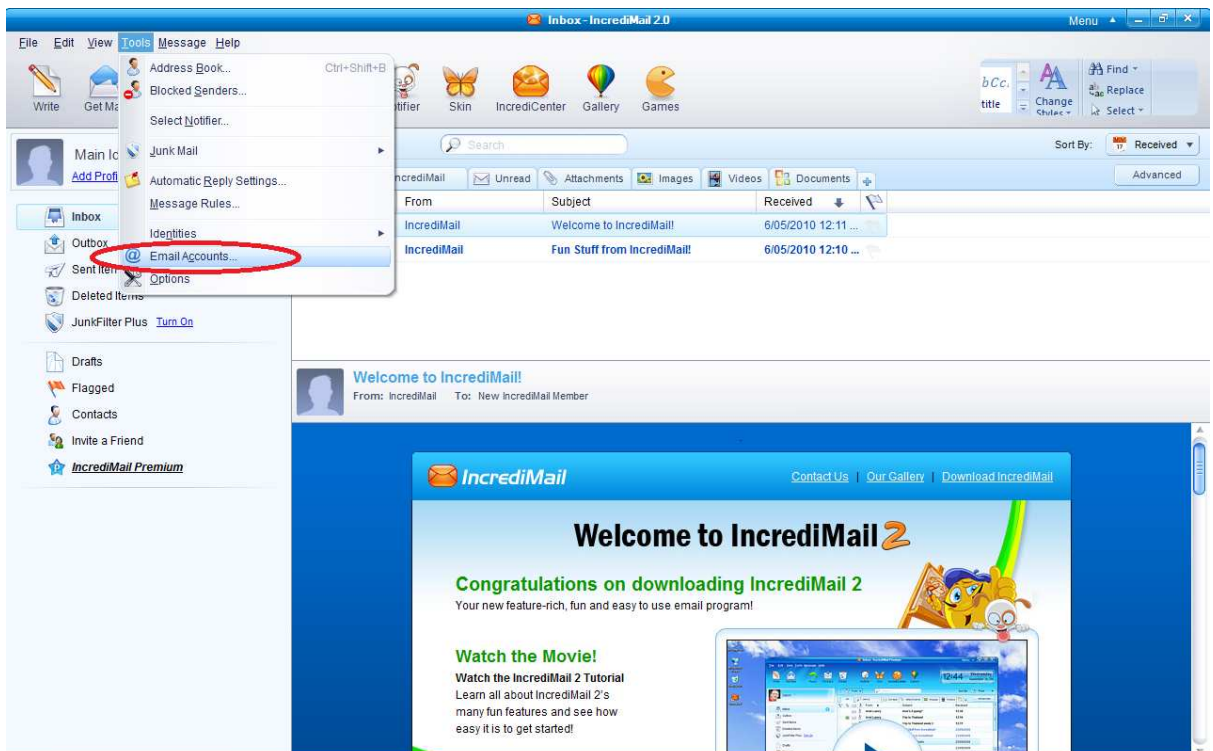 Inbox - IncrediMail 2.0
Menu
File Edit View Tools Message Help
Address Book... Ctrl+Shift+B
Blocked Senders...
Select Notifier...
Junk Mail
Automatic Reply Settings...
Message Rules...
Identities
Email Accounts...
Options
Write
Skin IncrediCenter Gallery Games
title
Change
Find
Replace
Select
Search
Sort By: Received
Unread Attachments Images Videos Documents
Advanced
From Subject Received
IncrediMail Welcome to IncrediMail! 6/05/2010 12:11 ...
IncrediMail Fun Stuff from IncrediMail! 6/05/2010 12:10 ...
Inbox
Outbox
Deleted Items
JunkFilter Plus Turn On
Drafts
Flagged
Contacts
Invite a Friend
IncrediMail Premium
Welcome to IncrediMail!
From: IncrediMail To: New IncrediMail Member
IncrediMail
Contact Us | Our Gallery | Download IncrediMail
Welcome to IncrediMail 2
Congratulations on downloading IncrediMail 2
Your new feature-rich, fun and easy to use email program!
Watch the Movie!
Watch the IncrediMail 2 Tutorial
Learn all about IncrediMail 2's
many fun features and see how
easy it is to get started!
12:44